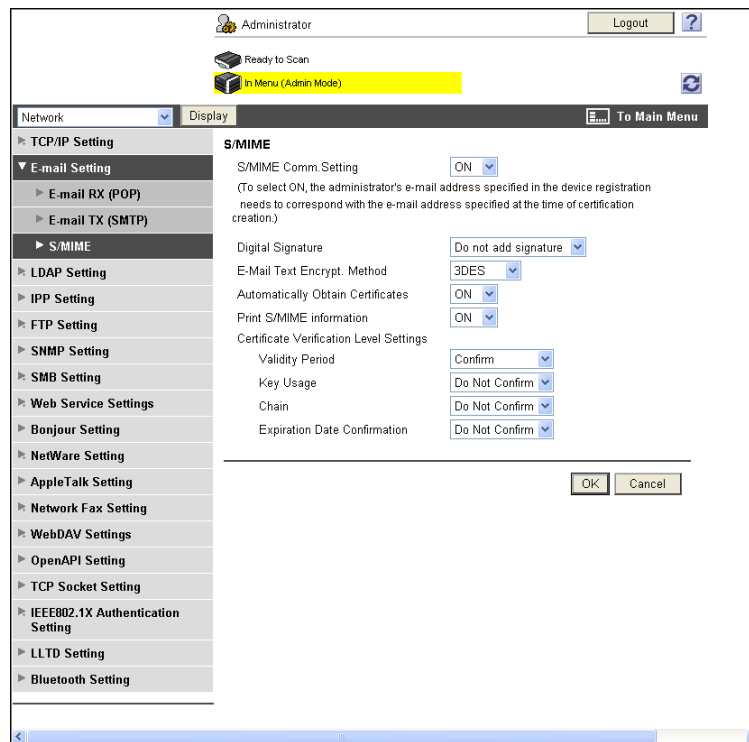 Administrator
Logout
?
Ready to Scan
In Menu (Admin Mode)
Network
Display
To Main Menu
TCP/IP Setting
E-mail Setting
E-mail RX (POP)
E-mail TX (SMTP)
S/MIME
LDAP Setting
IPP Setting
FTP Setting
SNMP Setting
SMB Setting
Web Service Settings
Bonjour Setting
NetWare Setting
AppleTalk Setting
Network Fax Setting
WebDAV Settings
OpenAPI Setting
TCP Socket Setting
IEEE802.1X Authentication
Setting
LLTD Setting
Bluetooth Setting
S/MIME
S/MIME Comm.Setting ON
(To select ON, the administrator's e-mail address specified in the device registration
needs to correspond with the e-mail address specified at the time of certification
creation.)
Digital Signature Do not add signature
E-Mail Text Encrypt. Method 3DES
Automatically Obtain Certificates ON
Print S/MIME information ON
Certificate Verification Level Settings
Validity Period Confirm
Key Usage Do Not Confirm
Chain Do Not Confirm
Expiration Date Confirmation Do Not Confirm
OK Cancel